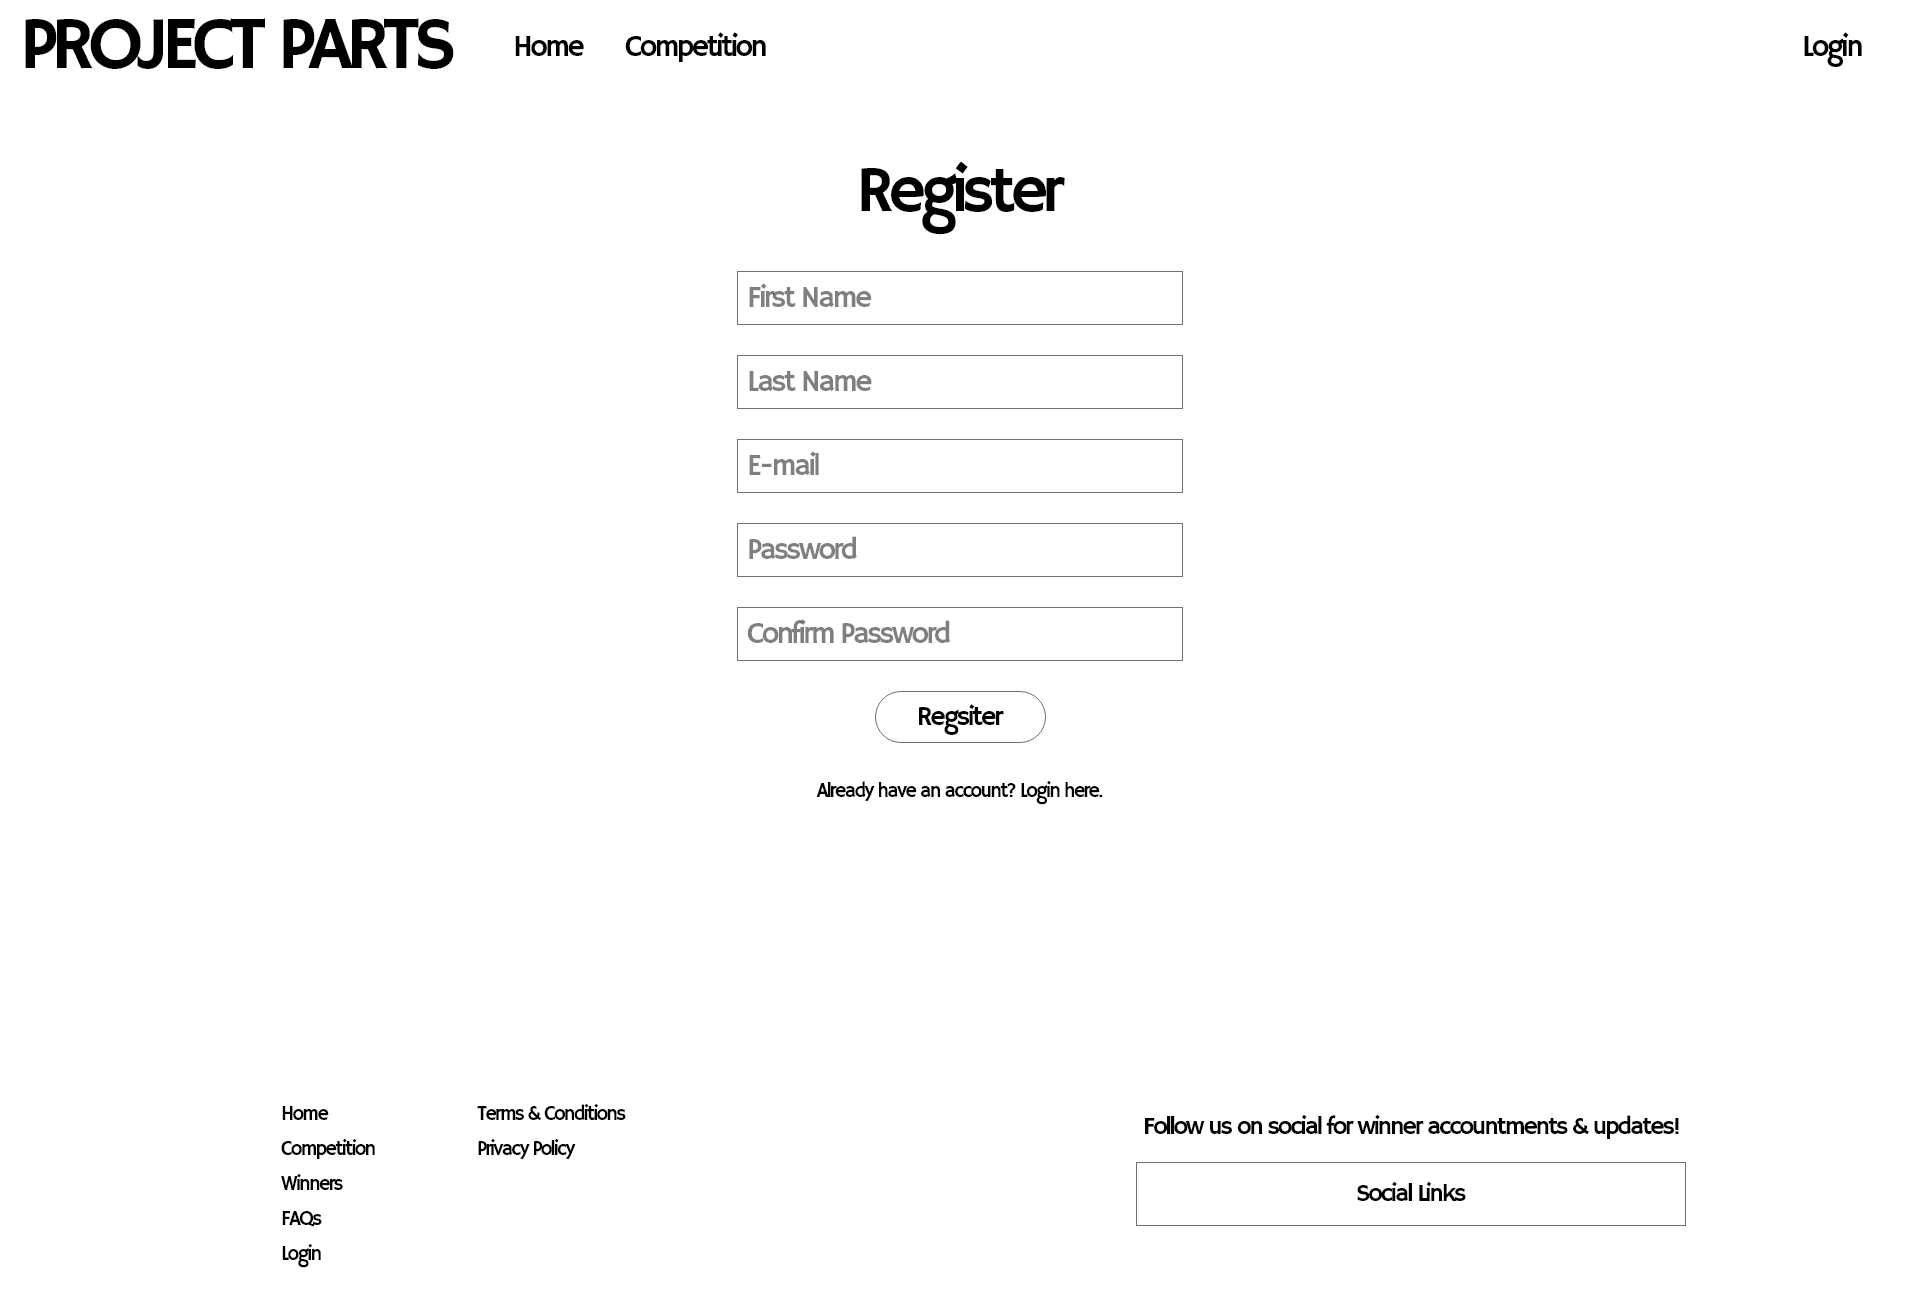 PROJECT PARTS Home Competition Login
Register
First Name
Last Name
E-mail
Password
Confirm Password
Regsiter
Already have an account? Login here.
Home
Competition
Winners
FAQs
Login
Terms & Conditions
Privacy Policy
Follow us on social for winner accountments & updates!
Social Links